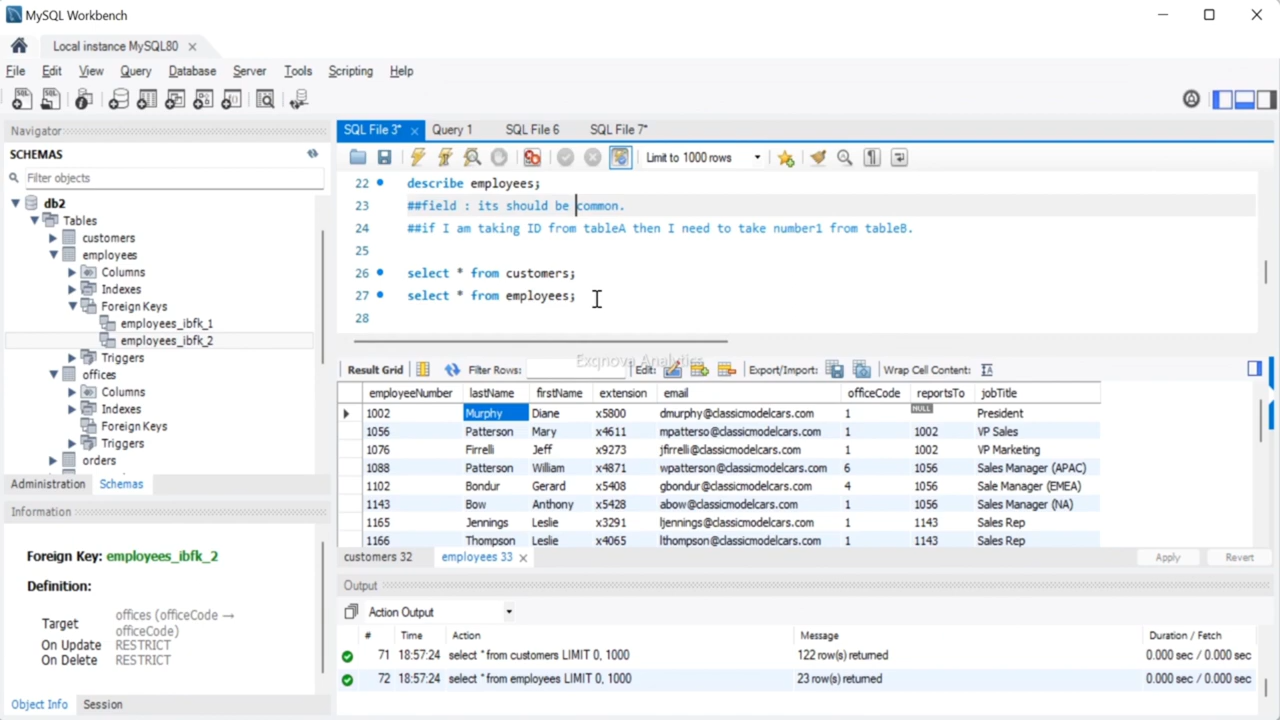 MySQL Workbench
Local instance MySQL80
File Edit View Query Database Server Tools Scripting Help
Navigator
SCHEMAS
Filter objects
db2
Tables
customers
employees
Columns
Indexes
Foreign Keys
employees_ibfk_1
employees_ibfk_2
Triggers
offices
Columns
Indexes
Foreign Keys
Triggers
orders
Administration Schemas
Information
Foreign Key: employees_ibfk_2
Definition:
Target offices (officeCode → officeCode)
On Update RESTRICT
On Delete RESTRICT
Object Info Session
SQL File 3* Query 1 SQL File 6 SQL File 7*
Limit to 1000 rows
22 describe employees;
23 ##field : its should be common.
24 ##if I am taking ID from tableA then I need to take number1 from tableB.
25
26 select * from customers;
27 select * from employees;
28
Exqnova Analytics
Result Grid Filter Rows: Edit: Export/Import: Wrap Cell Content:
employeeNumber lastName firstName extension email officeCode reportsTo jobTitle
1002 Murphy Diane x5800 dmurphy@classicmodelcars.com 1 NULL President
1056 Patterson Mary x4611 mpatterso@classicmodelcars.com 1 1002 VP Sales
1076 Firrelli Jeff x9273 jfirrelli@classicmodelcars.com 1 1002 VP Marketing
1088 Patterson William x4871 wpatterson@classicmodelcars.com 6 1056 Sales Manager (APAC)
1102 Bondur Gerard x5408 gbondur@classicmodelcars.com 4 1056 Sale Manager (EMEA)
1143 Bow Anthony x5428 abow@classicmodelcars.com 1 1056 Sales Manager (NA)
1165 Jennings Leslie x3291 ljennings@classicmodelcars.com 1 1143 Sales Rep
1166 Thompson Leslie x4065 lthompson@classicmodelcars.com 1 1143 Sales Rep
customers 32 employees 33 Apply Revert
Output
Action Output
# Time Action Message Duration / Fetch
71 18:57:24 select * from customers LIMIT 0, 1000 122 row(s) returned 0.000 sec / 0.000 sec
72 18:57:24 select * from employees LIMIT 0, 1000 23 row(s) returned 0.000 sec / 0.000 sec